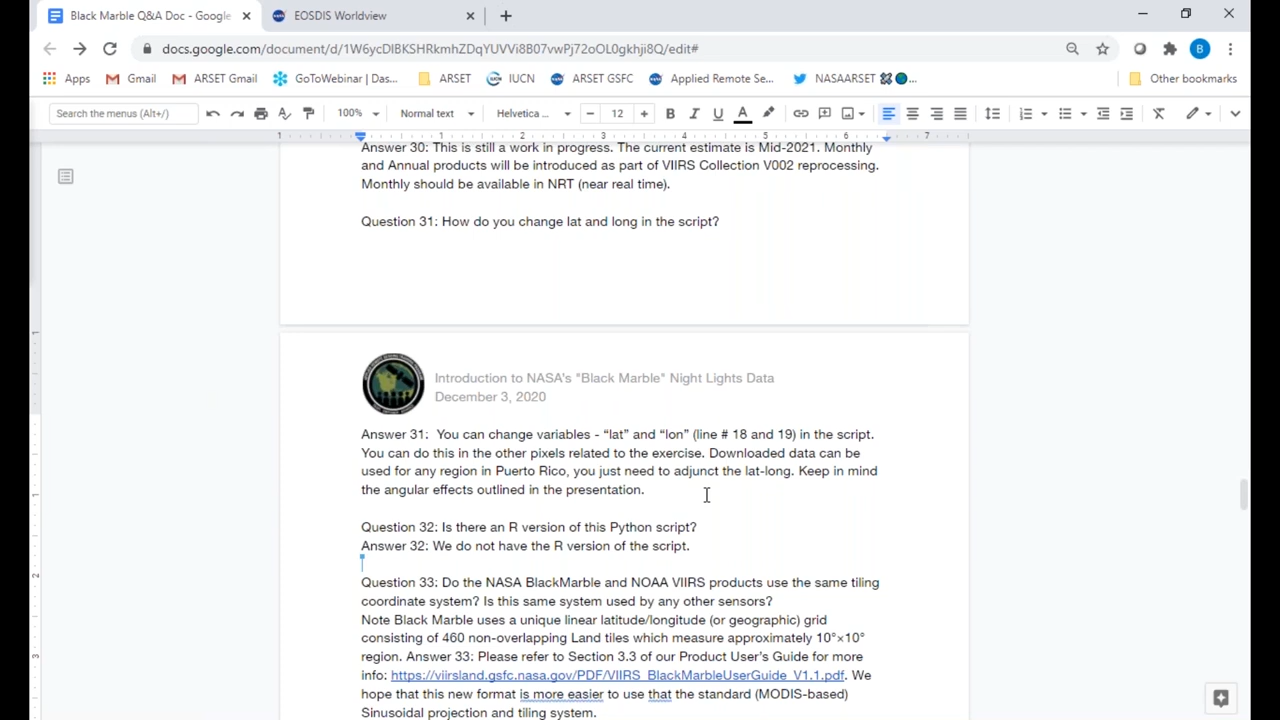 Black Marble Q&A Doc - Google
EOSDIS Worldview
docs.google.com/document/d/1W6ycDIBKSHRkmhZDqYUVVi8B07vwPj72oOL0gkhji8Q/edit#
B
Apps
Gmail
ARSET Gmail
GoToWebinar | Das...
ARSET
IUCN
ARSET GSFC
Applied Remote Se...
NASAARSET
Other bookmarks
Search the menus (Alt+/)
100%
Normal text
Helvetica ...
12
B I U A
1 1 2 3 4 5 6 7
Answer 30: This is still a work in progress. The current estimate is Mid-2021. Monthly
and Annual products will be introduced as part of VIIRS Collection V002 reprocessing.
Monthly should be available in NRT (near real time).
Question 31: How do you change lat and long in the script?
Introduction to NASA's "Black Marble" Night Lights Data
December 3, 2020
Answer 31:  You can change variables - “lat” and “lon” (line # 18 and 19) in the script.
You can do this in the other pixels related to the exercise. Downloaded data can be
used for any region in Puerto Rico, you just need to adjunct the lat-long. Keep in mind
the angular effects outlined in the presentation.
Question 32: Is there an R version of this Python script?
Answer 32: We do not have the R version of the script.
Question 33: Do the NASA BlackMarble and NOAA VIIRS products use the same tiling
coordinate system? Is this same system used by any other sensors?
Note Black Marble uses a unique linear latitude/longitude (or geographic) grid
consisting of 460 non-overlapping Land tiles which measure approximately 10°×10°
region. Answer 33: Please refer to Section 3.3 of our Product User’s Guide for more
info: https://viirsland.gsfc.nasa.gov/PDF/VIIRS_BlackMarbleUserGuide_V1.1.pdf. We
hope that this new format is more easier to use that the standard (MODIS-based)
Sinusoidal projection and tiling system.